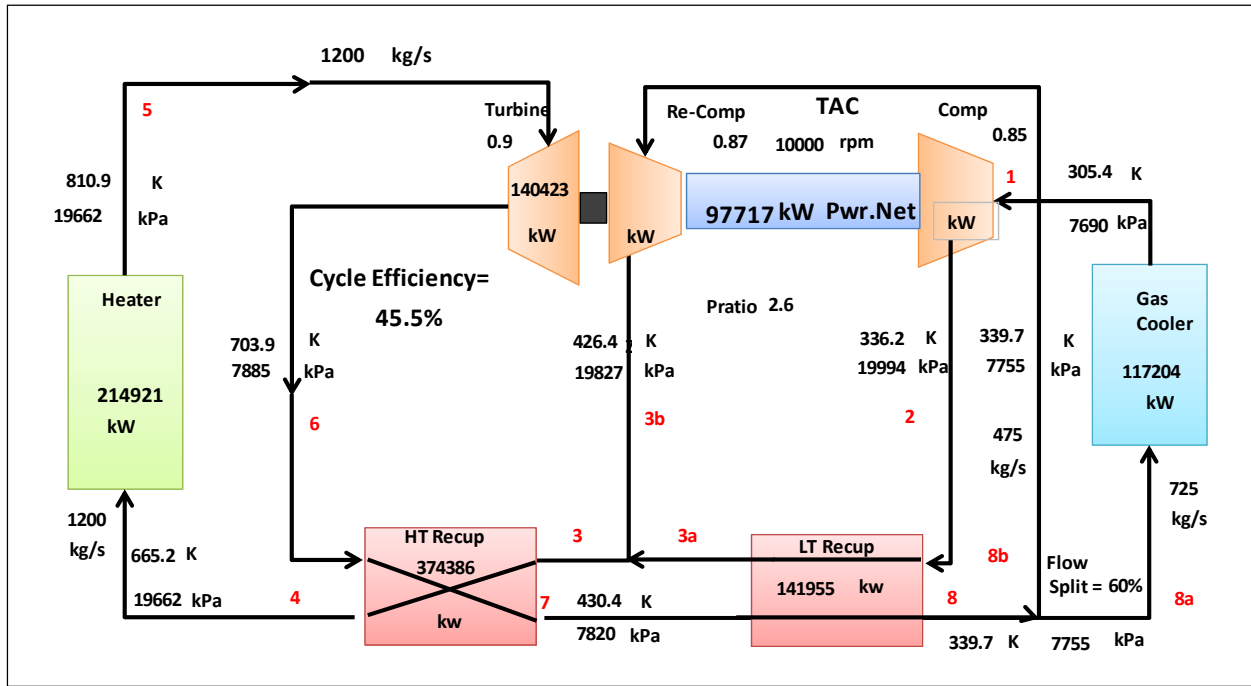 1200 kg/s
5
Turbine
0.9
Re-Comp
0.87
TAC
10000 rpm
Comp
0.85
810.9 K
19662 kPa
140423
kW
kW
97717 kW Pwr.Net
kW
1
305.4 K
7690 kPa
Heater
214921
kW
Cycle Efficiency=
45.5%
Pratio 2.6
Gas
Cooler
117204
kW
703.9 K
7885 kPa
426.4 K
19827 kPa
336.2 K
19994 kPa
339.7 K
7755 kPa
6
3b
2
475
kg/s
725
kg/s
1200
kg/s
665.2 K
19662 kPa
4
HT Recup
374386
kw
3
3a
7
430.4 K
7820 kPa
LT Recup
141955 kw
8b
8
Flow
Split = 60%
8a
339.7 K
7755 kPa